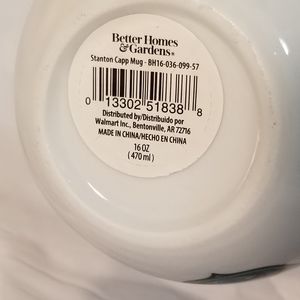 Better Homes
& Gardens®
Stanton Capp Mug - BH16-036-099-57
0 13302 51838 8
Distributed by/Distribuido por
Walmart Inc., Bentonville, AR 72716
MADE IN CHINA/HECHO EN CHINA
16 OZ
(470 ml)